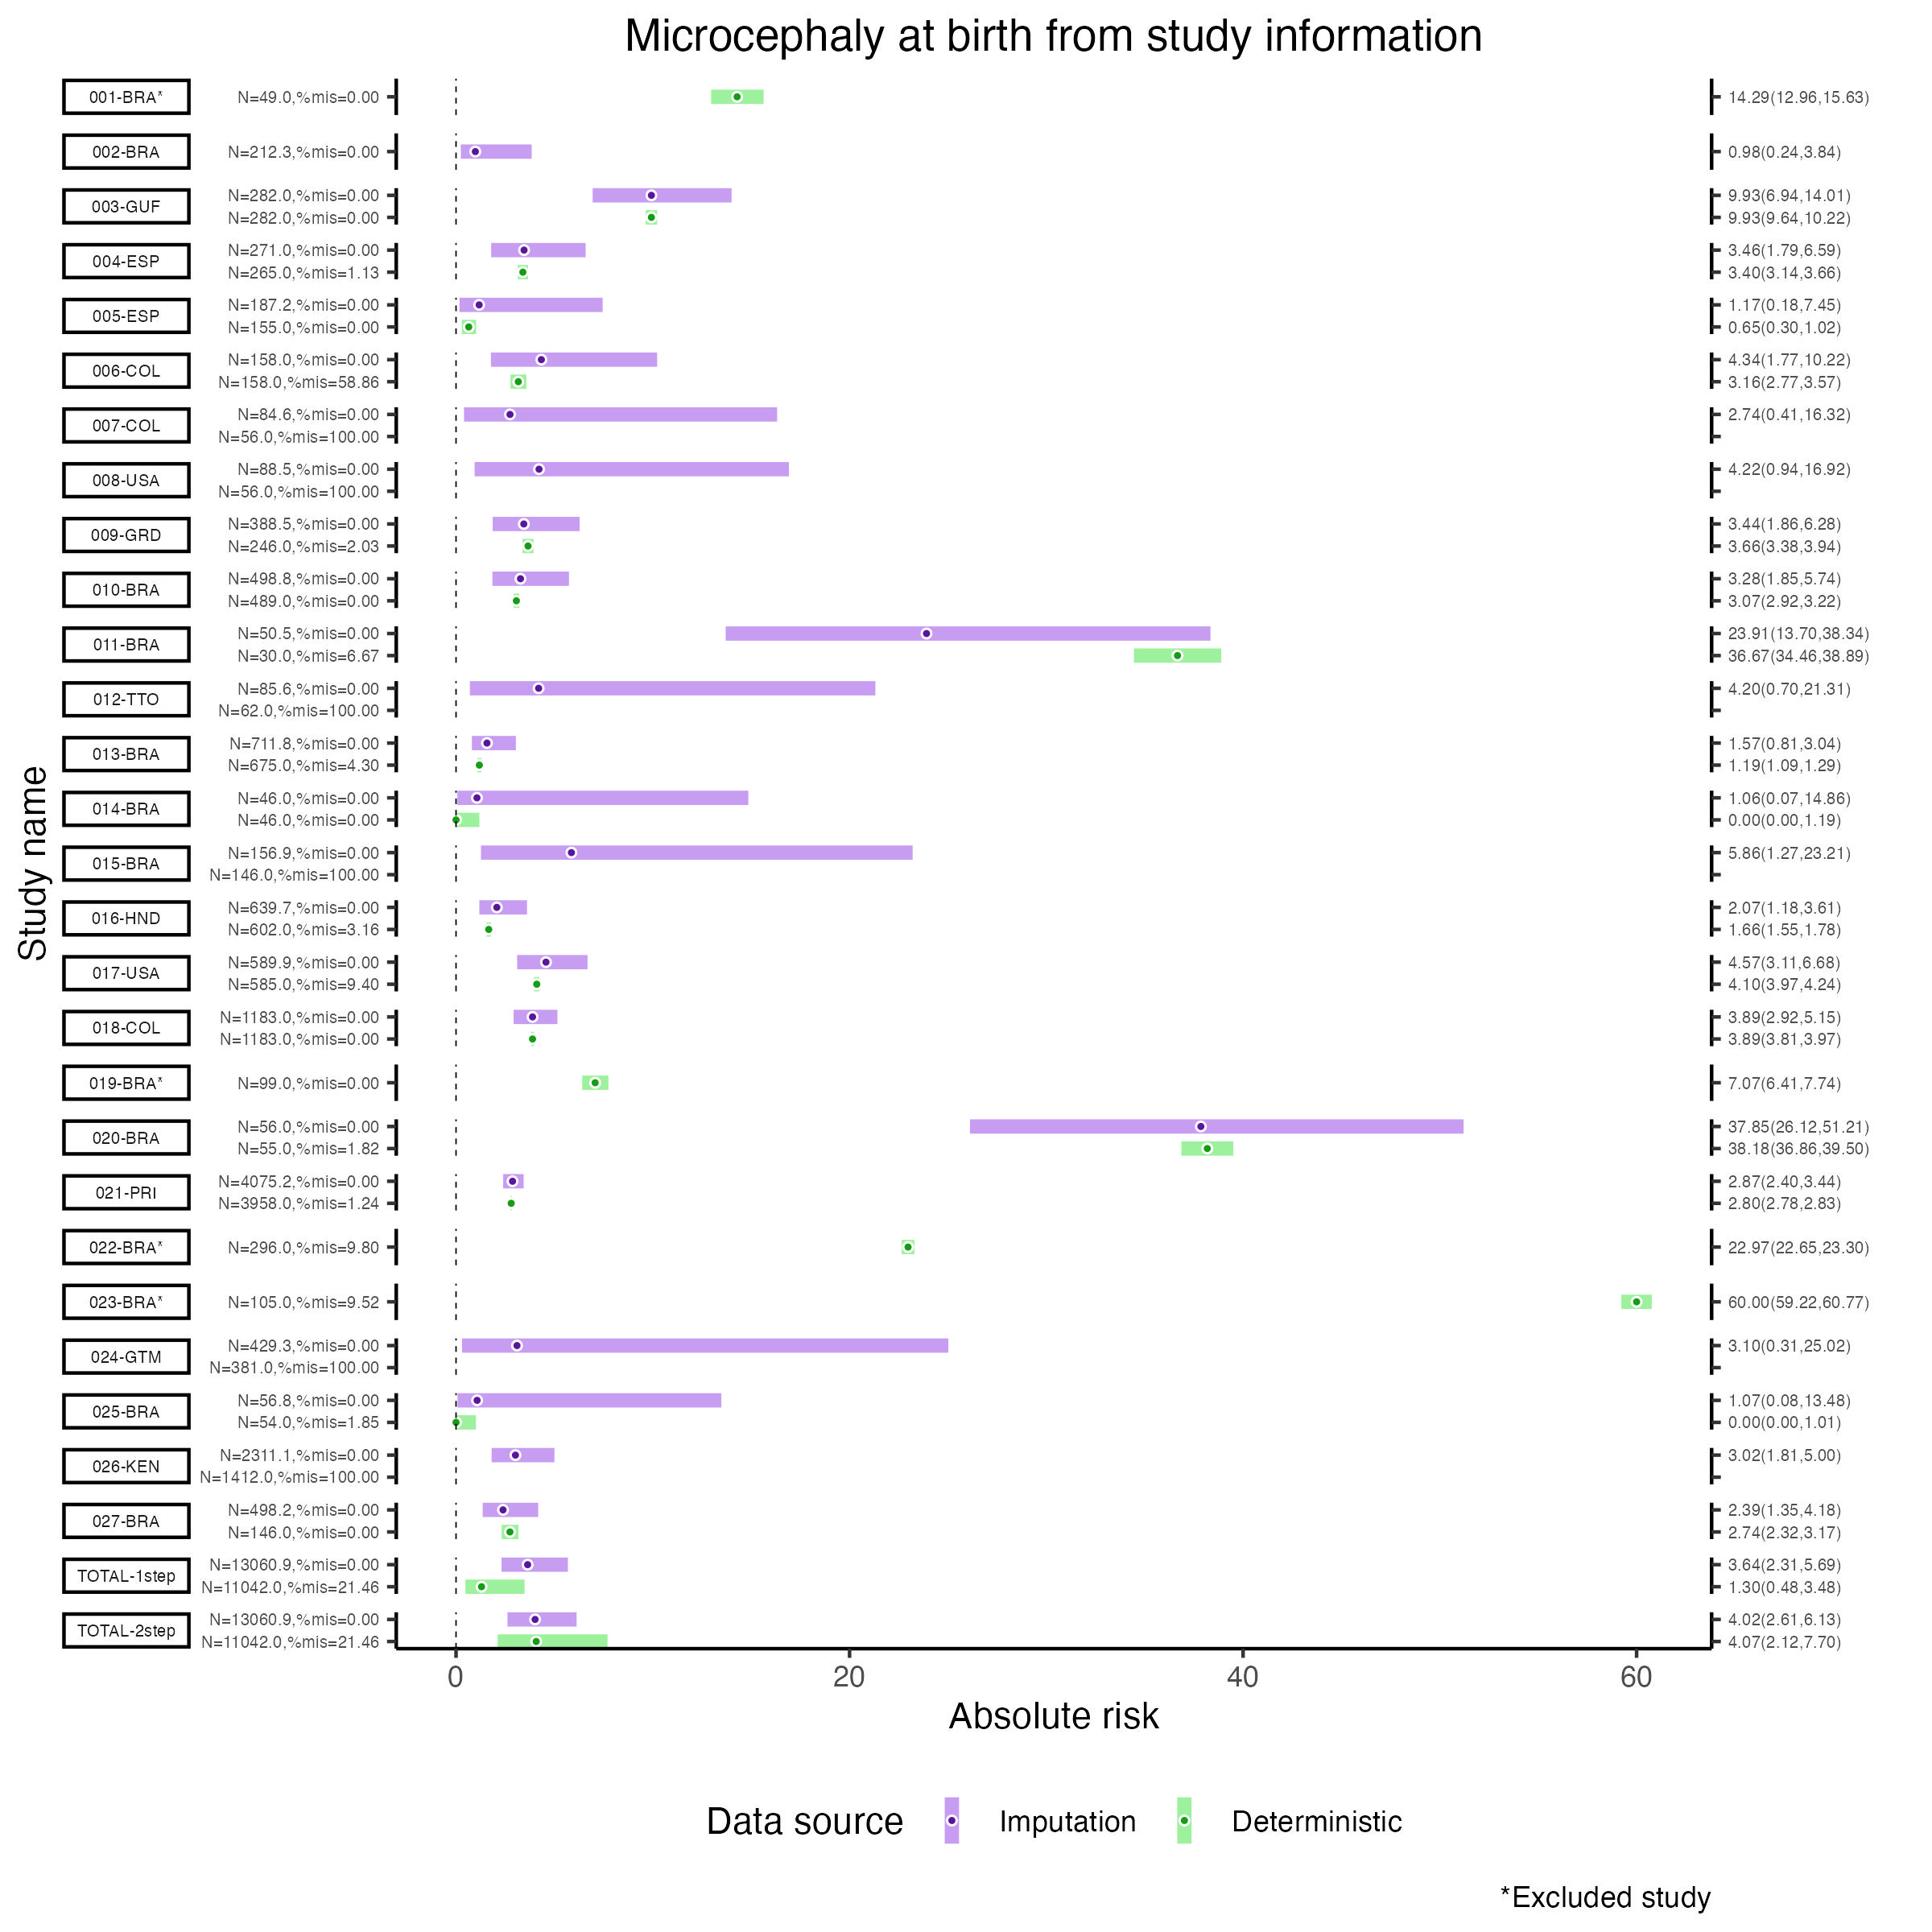 Microcephaly at birth from study information
Study name
001-BRA* N=49.0,%mis=0.00 14.29(12.96,15.63)
002-BRA N=212.3,%mis=0.00 0.98(0.24,3.84)
003-GUF N=282.0,%mis=0.00 9.93(6.94,14.01)
N=282.0,%mis=0.00 9.93(9.64,10.22)
004-ESP N=271.0,%mis=0.00 3.46(1.79,6.59)
N=265.0,%mis=1.13 3.40(3.14,3.66)
005-ESP N=187.2,%mis=0.00 1.17(0.18,7.45)
N=155.0,%mis=0.00 0.65(0.30,1.02)
006-COL N=158.0,%mis=0.00 4.34(1.77,10.22)
N=158.0,%mis=58.86 3.16(2.77,3.57)
007-COL N=84.6,%mis=0.00 2.74(0.41,16.32)
N=56.0,%mis=100.00
008-USA N=88.5,%mis=0.00 4.22(0.94,16.92)
N=56.0,%mis=100.00
009-GRD N=388.5,%mis=0.00 3.44(1.86,6.28)
N=246.0,%mis=2.03 3.66(3.38,3.94)
010-BRA N=498.8,%mis=0.00 3.28(1.85,5.74)
N=489.0,%mis=0.00 3.07(2.92,3.22)
011-BRA N=50.5,%mis=0.00 23.91(13.70,38.34)
N=30.0,%mis=6.67 36.67(34.46,38.89)
012-TTO N=85.6,%mis=0.00 4.20(0.70,21.31)
N=62.0,%mis=100.00
013-BRA N=711.8,%mis=0.00 1.57(0.81,3.04)
N=675.0,%mis=4.30 1.19(1.09,1.29)
014-BRA N=46.0,%mis=0.00 1.06(0.07,14.86)
N=46.0,%mis=0.00 0.00(0.00,1.19)
015-BRA N=156.9,%mis=0.00 5.86(1.27,23.21)
N=146.0,%mis=100.00
016-HND N=639.7,%mis=0.00 2.07(1.18,3.61)
N=602.0,%mis=3.16 1.66(1.55,1.78)
017-USA N=589.9,%mis=0.00 4.57(3.11,6.68)
N=585.0,%mis=9.40 4.10(3.97,4.24)
018-COL N=1183.0,%mis=0.00 3.89(2.92,5.15)
N=1183.0,%mis=0.00 3.89(3.81,3.97)
019-BRA* N=99.0,%mis=0.00 7.07(6.41,7.74)
020-BRA N=56.0,%mis=0.00 37.85(26.12,51.21)
N=55.0,%mis=1.82 38.18(36.86,39.50)
021-PRI N=4075.2,%mis=0.00 2.87(2.40,3.44)
N=3958.0,%mis=1.24 2.80(2.78,2.83)
022-BRA* N=296.0,%mis=9.80 22.97(22.65,23.30)
023-BRA* N=105.0,%mis=9.52 60.00(59.22,60.77)
024-GTM N=429.3,%mis=0.00 3.10(0.31,25.02)
N=381.0,%mis=100.00
025-BRA N=56.8,%mis=0.00 1.07(0.08,13.48)
N=54.0,%mis=1.85 0.00(0.00,1.01)
026-KEN N=2311.1,%mis=0.00 3.02(1.81,5.00)
N=1412.0,%mis=100.00
027-BRA N=498.2,%mis=0.00 2.39(1.35,4.18)
N=146.0,%mis=0.00 2.74(2.32,3.17)
TOTAL-1step N=13060.9,%mis=0.00 3.64(2.31,5.69)
N=11042.0,%mis=21.46 1.30(0.48,3.48)
TOTAL-2step N=13060.9,%mis=0.00 4.02(2.61,6.13)
N=11042.0,%mis=21.46 4.07(2.12,7.70)
0 20 40 60
Absolute risk
Data source Imputation Deterministic
*Excluded study